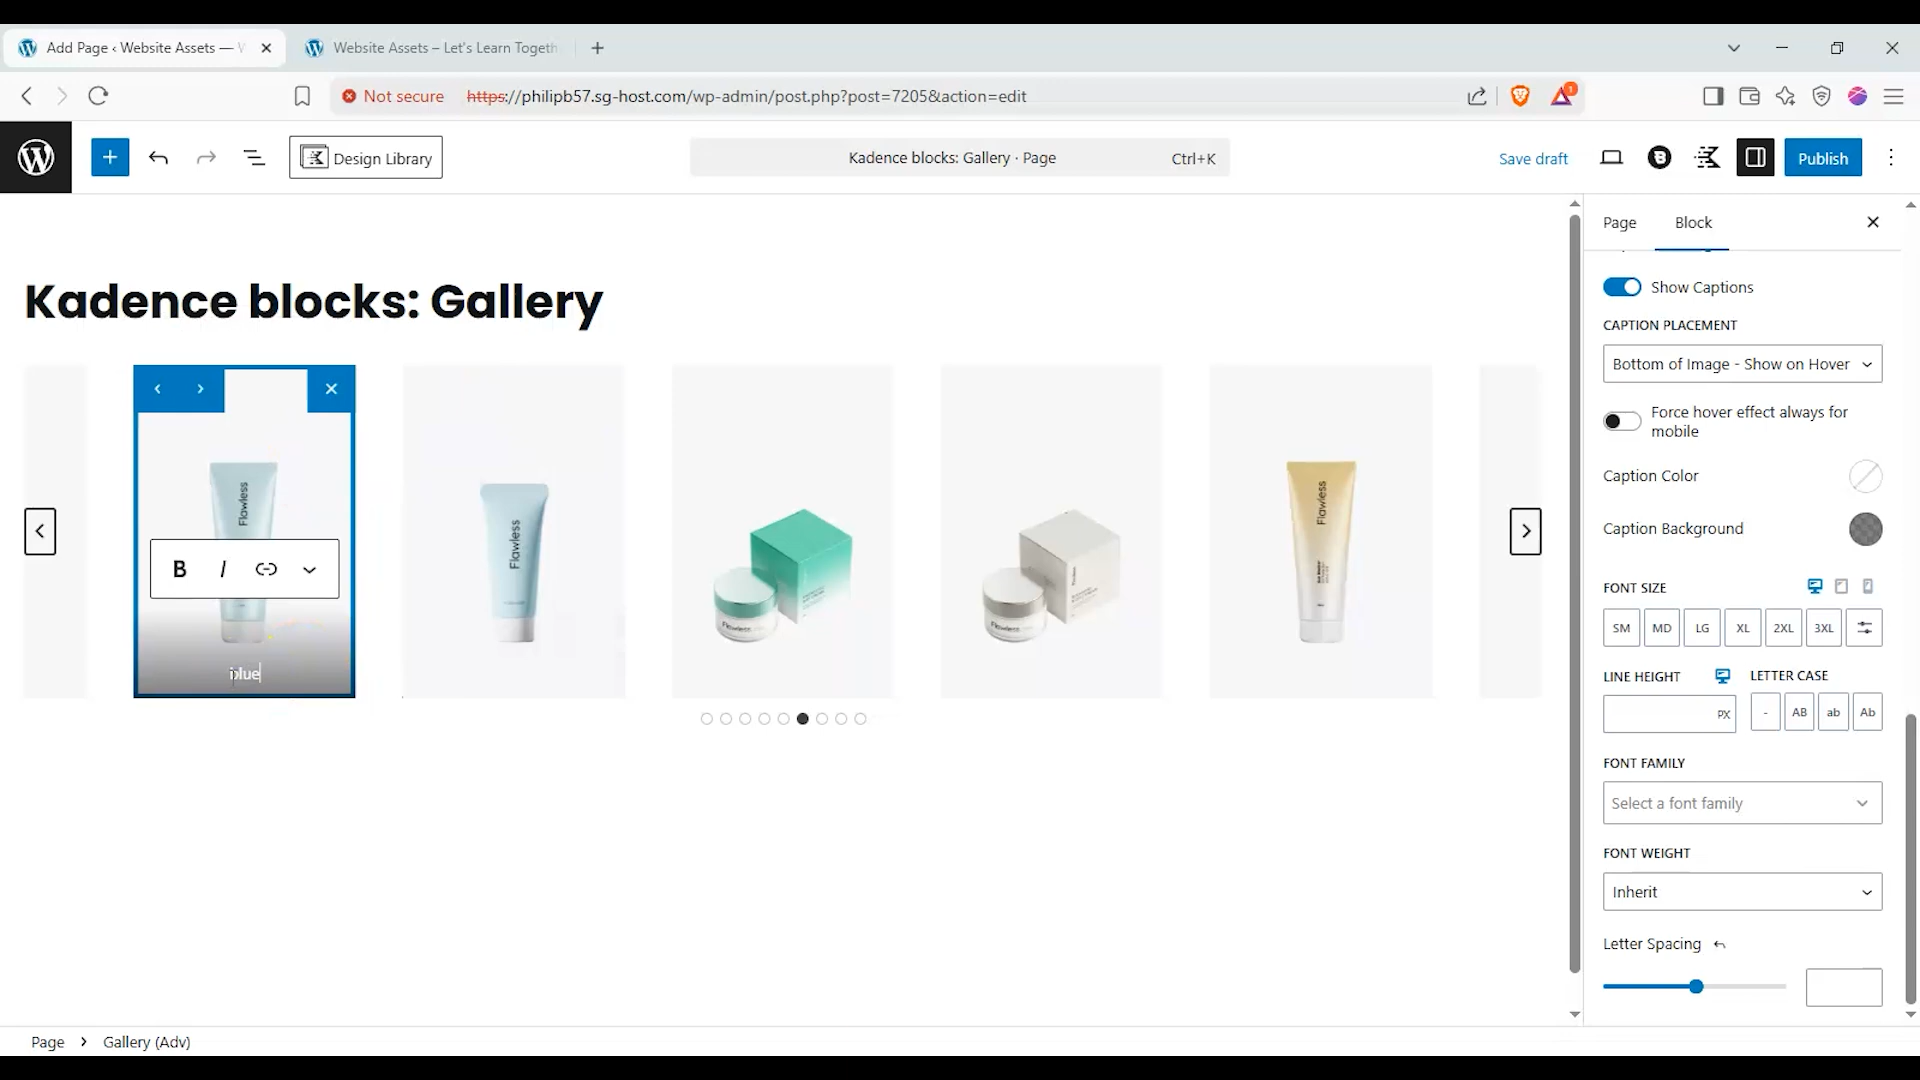 Add Page ‹ Website Assets — W
Website Assets – Let's Learn Togeth
Not secure
https://philipb57.sg-host.com/wp-admin/post.php?post=7205&action=edit
1
Design Library
Kadence blocks: Gallery · Page
Ctrl+K
Save draft
Publish
Page
Block
Kadence blocks: Gallery
Show Captions
CAPTION PLACEMENT
Bottom of Image - Show on Hover
Force hover effect always for
mobile
Caption Color
Caption Background
FONT SIZE
SM
MD
LG
XL
2XL
3XL
LINE HEIGHT
LETTER CASE
PX
-
AB
ab
Ab
FONT FAMILY
Select a font family
FONT WEIGHT
Inherit
Letter Spacing
Flawless
Flawless
Flawless
Flawless
Flawless
B
I
blue
Page
Gallery (Adv)